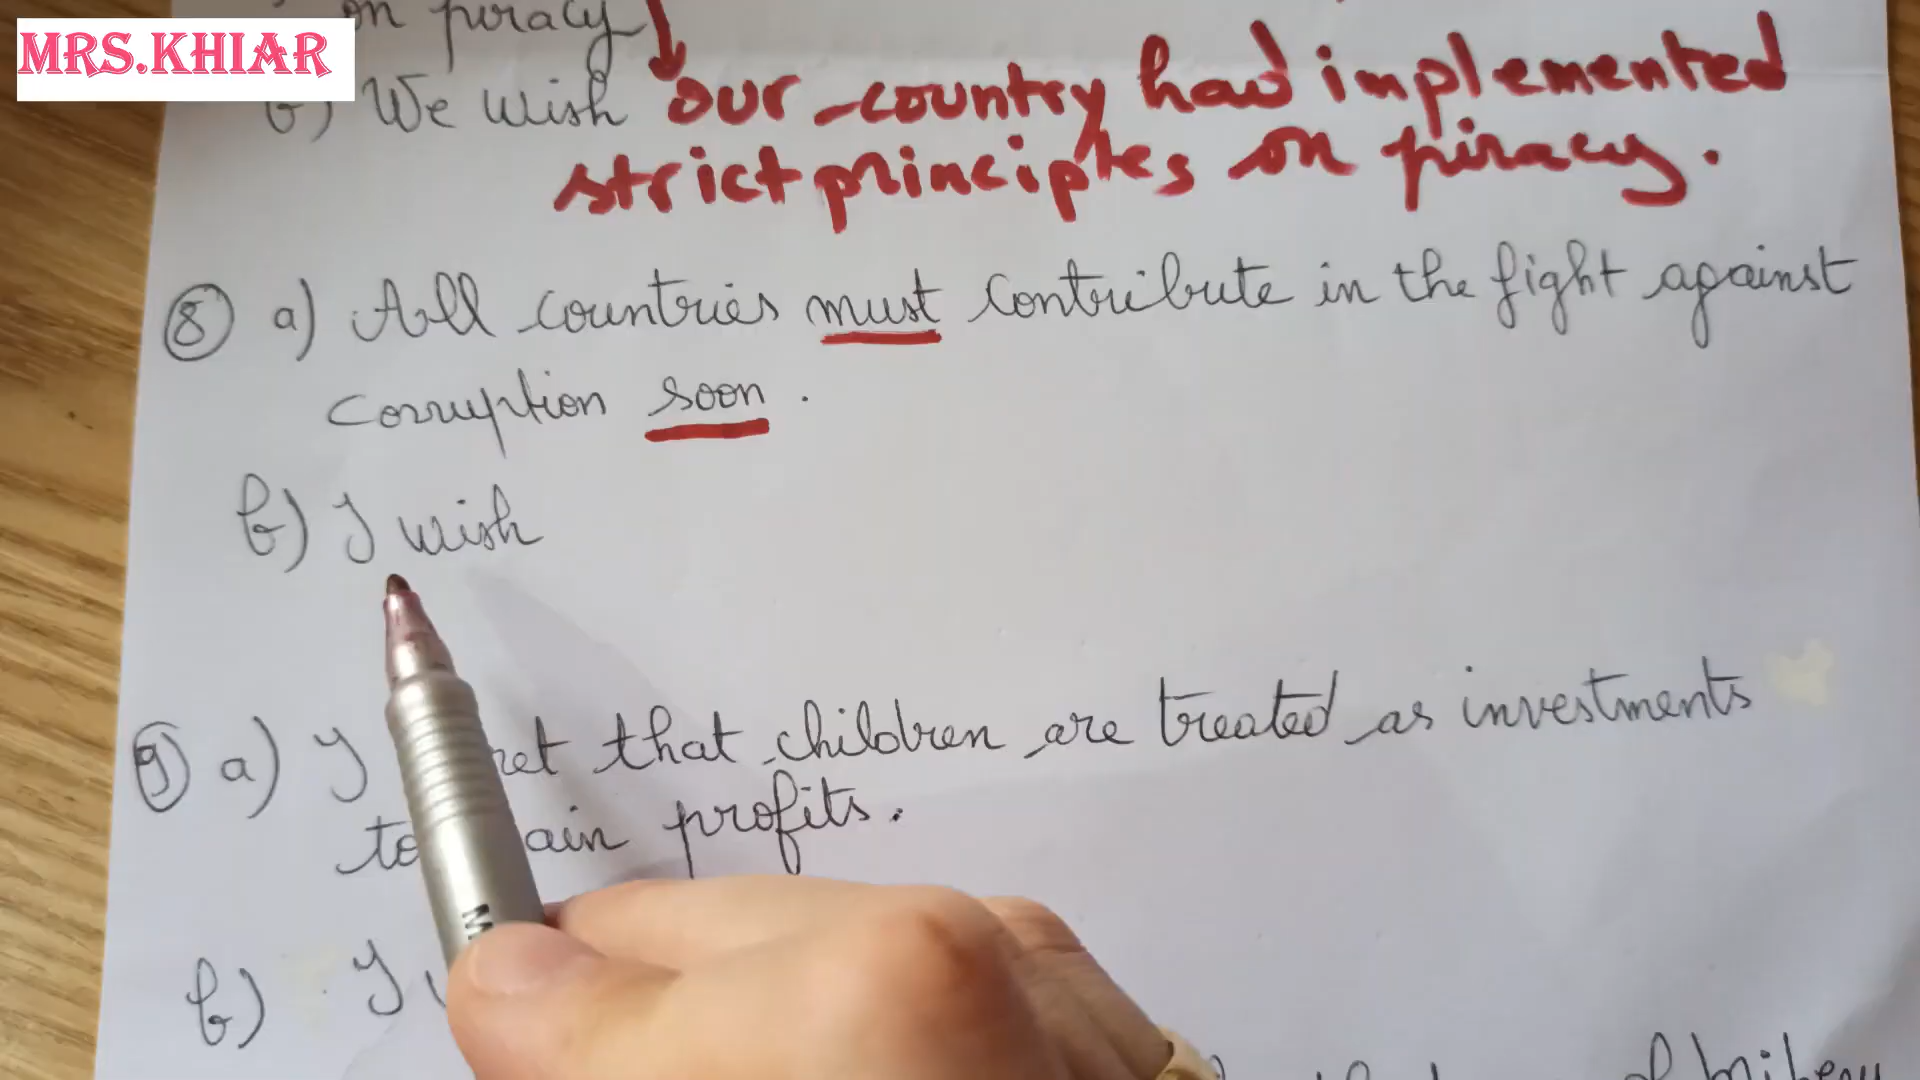 MRS.KHIAR
on piracy
b) We wish our country had implemented
strict principles on piracy.
8 a) All countries must contribute in the fight against
corruption soon.
b) I wish
9 a) I that children are treated as investments
to profits.
b) I